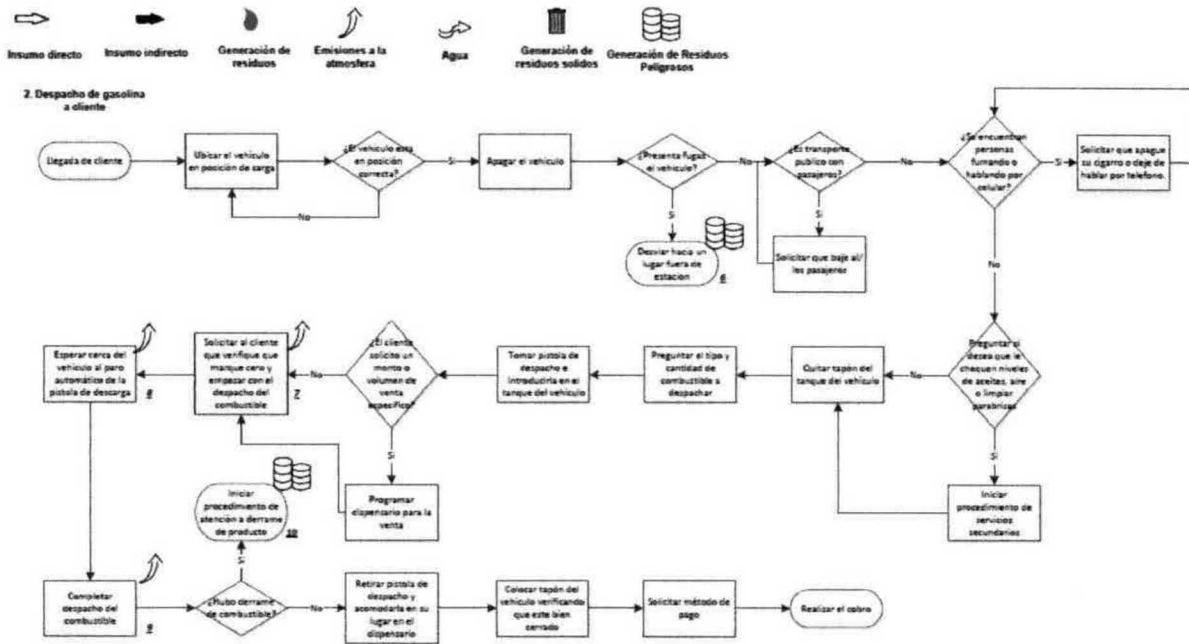 Insumo directo
Insumo indirecto
Generación de
residuos
Emisiones a la
atmosfera
Agua
Generación de
residuos solidos
Generación de Residuos
Peligrosos
2. Despacho de gasolina
a cliente
Llegada de cliente
Ubicar el vehículo
en posición de carga
¿El vehículo esta
en posición
correcta?
Si
No
Apagar el vehículo
¿Presenta fugas
el vehículo?
No
Si
Desviar hacia un
lugar fuera de
estacion
¿Es transporte
publico con
pasajeros?
No
Si
Solicitar que baje al/
los pasajeros
¿Se encuentran
personas
fumando o
hablando por
celular?
Si
No
Solicitar que apague
su cigarro o deje de
hablar por telefono.
Preguntar si
desea que le
chequen niveles
de aceites, aire
o limpiar
parabrisas
No
Si
Iniciar
procedimiento de
servicios
secundarios
Quitar tapón del
tanque del vehículo
Preguntar el tipo y
cantidad de
combustible a
despachar
Tomar pistola de
despacho e
introducirla en el
tanque del vehículo
¿El cliente
solicito un
monto o
volumen de
venta
especifico?
No
Si
Programar
dispensario para la
venta
Solicitar al cliente
que verifique que
marque cero y
empezar con el
despacho del
combustible
7
Esperar cerca del
vehículo al paro
automático de la
pistola de descarga
Completar
despacho del
combustible
¿Hubo derrame
de combustible?
Si
No
Iniciar
procedimiento de
atención a derrame
de producto
10
Retirar pistola de
despacho y
acomodarla en su
lugar en el
dispensario
Colocar tapón del
vehículo verificando
que este bien
cerrado
Solicitar método de
pago
Realizar el cobro